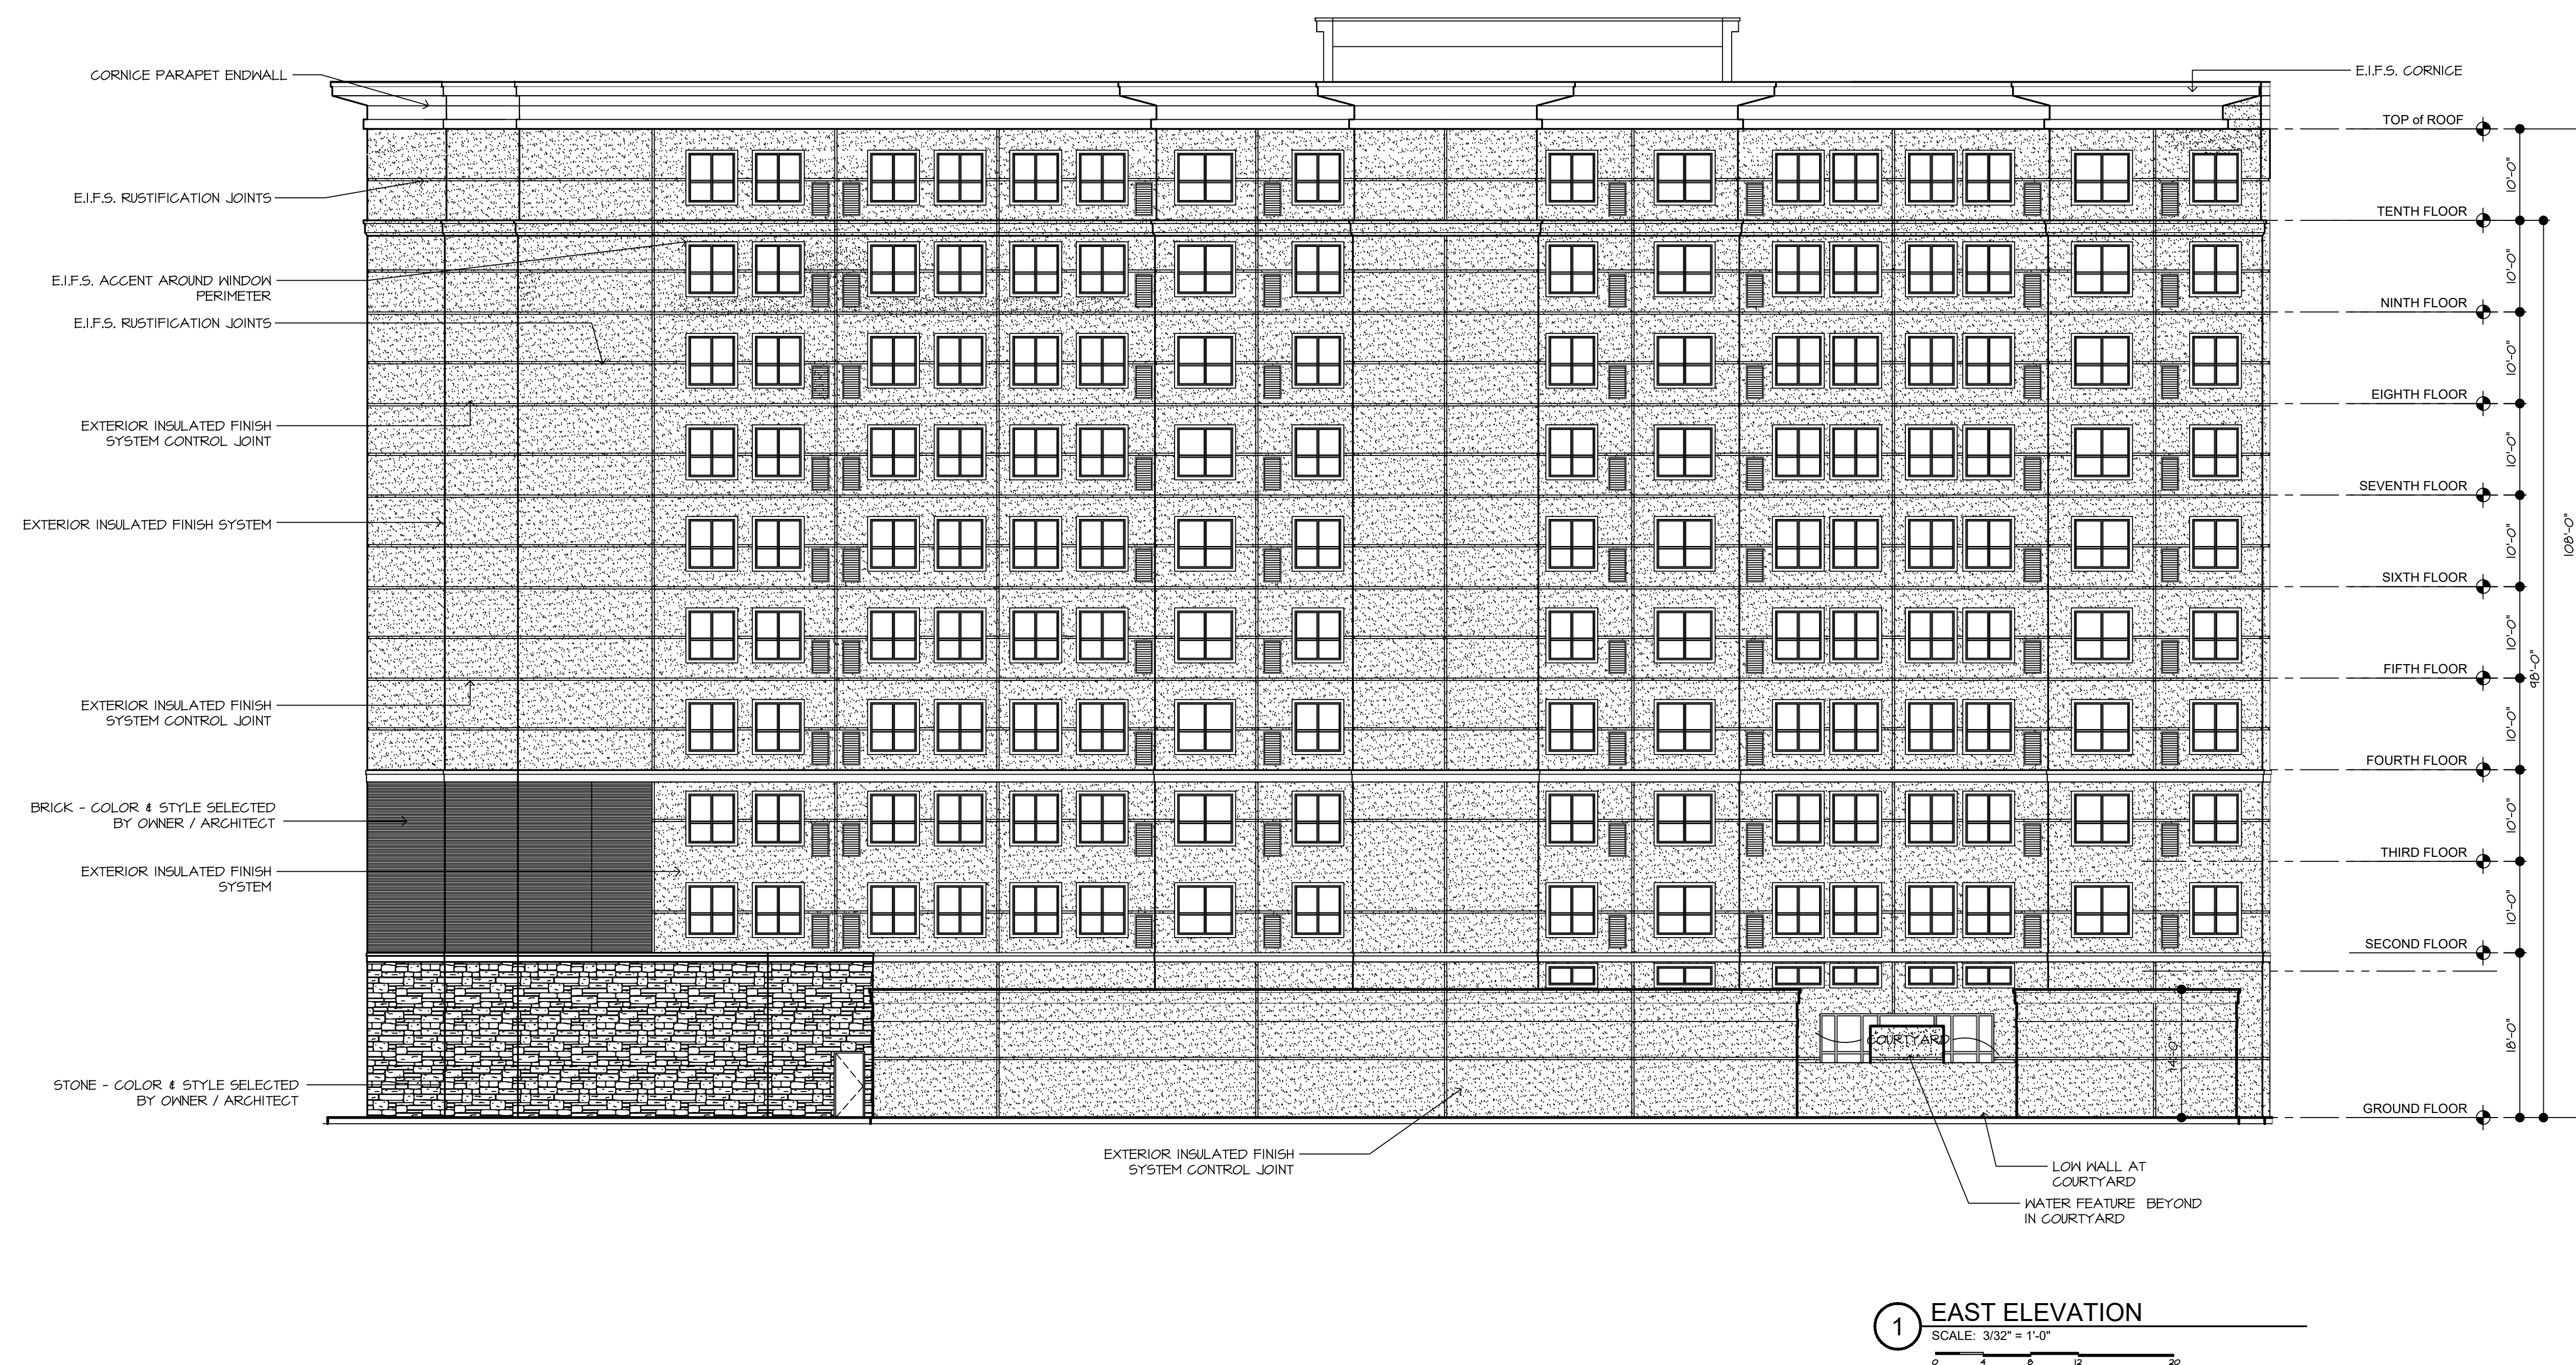 CORNICE PARAPET ENDWALL
E.I.F.S. RUSTIFICATION JOINTS
E.I.F.S. ACCENT AROUND WINDOW
PERIMETER
E.I.F.S. RUSTIFICATION JOINTS
EXTERIOR INSULATED FINISH
SYSTEM CONTROL JOINT
EXTERIOR INSULATED FINISH SYSTEM
EXTERIOR INSULATED FINISH
SYSTEM CONTROL JOINT
BRICK - COLOR & STYLE SELECTED
BY OWNER / ARCHITECT
EXTERIOR INSULATED FINISH
SYSTEM
STONE - COLOR & STYLE SELECTED
BY OWNER / ARCHITECT
E.I.F.S. CORNICE
TOP of ROOF
10'-0"
TENTH FLOOR
10'-0"
NINTH FLOOR
10'-0"
EIGHTH FLOOR
10'-0"
SEVENTH FLOOR
10'-0"
SIXTH FLOOR
10'-0"
FIFTH FLOOR
10'-0"
FOURTH FLOOR
10'-0"
THIRD FLOOR
10'-0"
SECOND FLOOR
18'-0"
GROUND FLOOR
98'-0"
108'-0"
COURTYARD
14'-0"
EXTERIOR INSULATED FINISH
SYSTEM CONTROL JOINT
LOW WALL AT
COURTYARD
WATER FEATURE BEYOND
IN COURTYARD
1
EAST ELEVATION
SCALE: 3/32" = 1'-0"
0 4 8 12 20